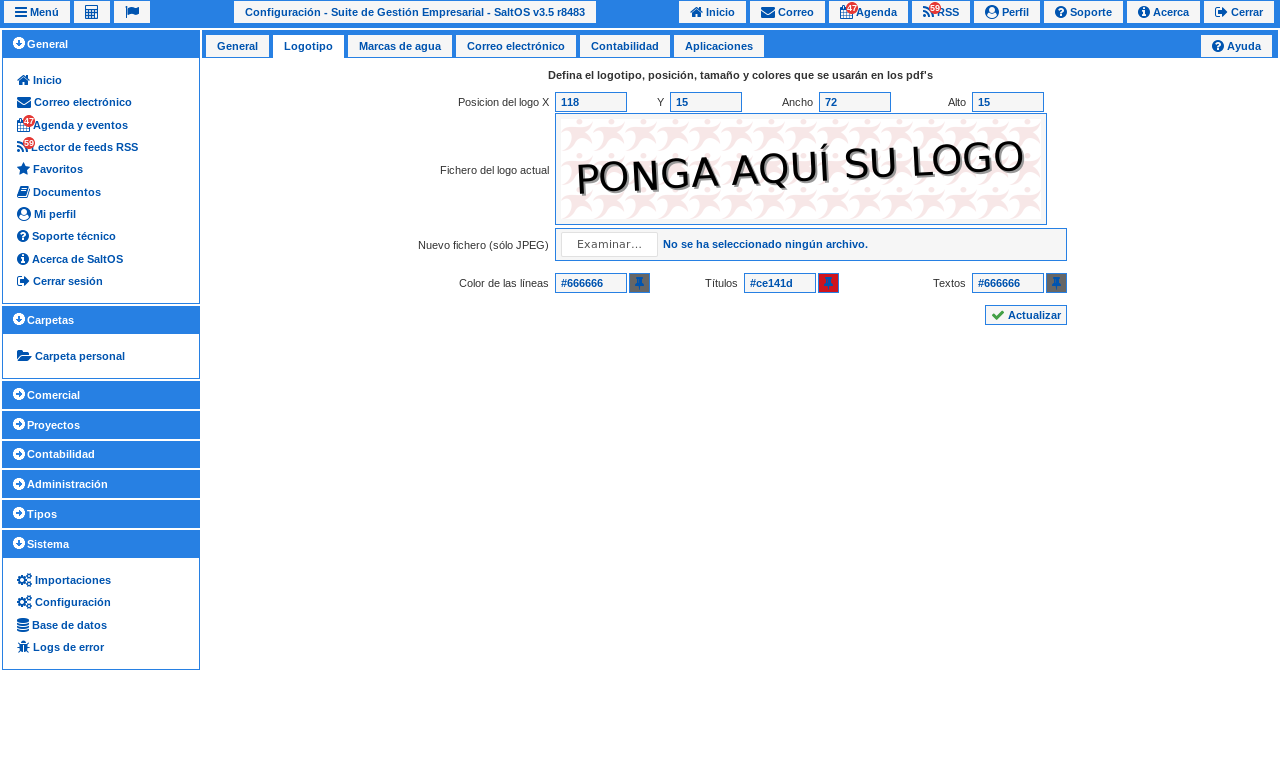 Menú
Configuración - Suite de Gestión Empresarial - SaltOS v3.5 r8483
Inicio
Correo
47 Agenda
59 RSS
Perfil
Soporte
Acerca
Cerrar
General
Inicio
Correo electrónico
47 Agenda y eventos
59 Lector de feeds RSS
Favoritos
Documentos
Mi perfil
Soporte técnico
Acerca de SaltOS
Cerrar sesión
Carpetas
Carpeta personal
Comercial
Proyectos
Contabilidad
Administración
Tipos
Sistema
Importaciones
Configuración
Base de datos
Logs de error
General
Logotipo
Marcas de agua
Correo electrónico
Contabilidad
Aplicaciones
Ayuda
Defina el logotipo, posición, tamaño y colores que se usarán en los pdf's
Posicion del logo X 118 Y 15 Ancho 72 Alto 15
Fichero del logo actual
PONGA AQUÍ SU LOGO
Nuevo fichero (sólo JPEG) Examinar... No se ha seleccionado ningún archivo.
Color de las líneas #666666 Títulos #ce141d Textos #666666
Actualizar